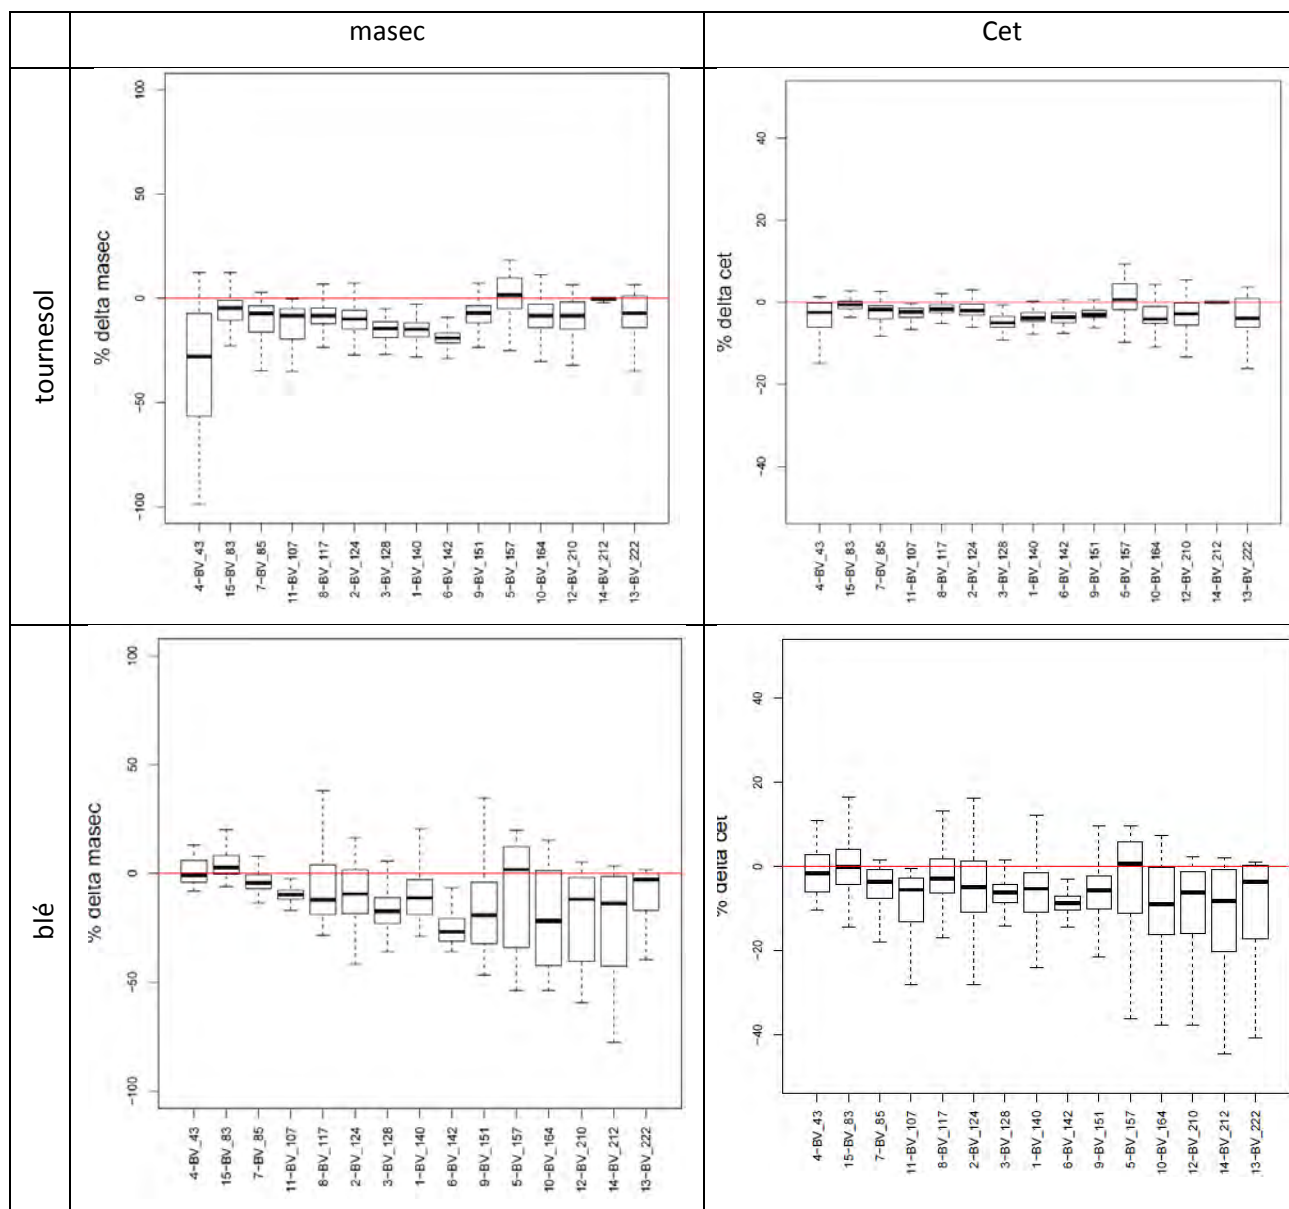 masec
Cet
tournesol
% delta masec
100
50
0
−50
−100
4−BV_43
15−BV_83
7−BV_85
11−BV_107
8−BV_117
2−BV_124
3−BV_128
1−BV_140
6−BV_142
9−BV_151
5−BV_157
10−BV_164
12−BV_210
14−BV_212
13−BV_222
% delta cet
40
20
0
−20
−40
4−BV_43
15−BV_83
7−BV_85
11−BV_107
8−BV_117
2−BV_124
3−BV_128
1−BV_140
6−BV_142
9−BV_151
5−BV_157
10−BV_164
12−BV_210
14−BV_212
13−BV_222
blé
% delta masec
100
50
0
−50
−100
4−BV_43
15−BV_83
7−BV_85
11−BV_107
8−BV_117
2−BV_124
3−BV_128
1−BV_140
6−BV_142
9−BV_151
5−BV_157
10−BV_164
12−BV_210
14−BV_212
13−BV_222
% delta cet
40
20
0
−20
−40
4−BV_43
15−BV_83
7−BV_85
11−BV_107
8−BV_117
2−BV_124
3−BV_128
1−BV_140
6−BV_142
9−BV_151
5−BV_157
10−BV_164
12−BV_210
14−BV_212
13−BV_222